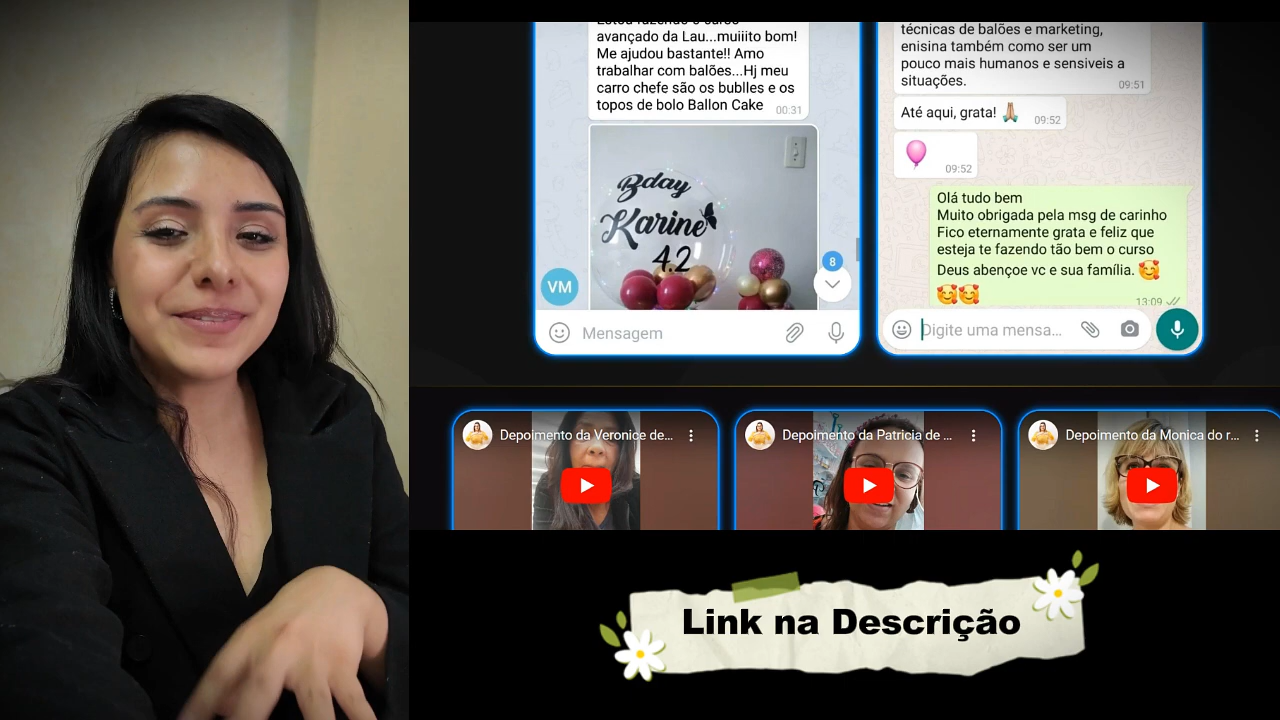 Estou fazendo o curso
avançado da Lau...muiiito bom!
Me ajudou bastante!! Amo
trabalhar com balões...Hj meu
carro chefe são os bublles e os
topos de bolo Ballon Cake
00:31
Bday
Karine
4.2
8
VM
Mensagem
técnicas de balões e marketing,
enisina também como ser um
pouco mais humanos e sensiveis a
situações.
09:51
Até aqui, grata! 🙏🏼
09:52
🎈
09:52
Olá tudo bem
Muito obrigada pela msg de carinho
Fico eternamente grata e feliz que
esteja te fazendo tão bem o curso
Deus abençoe vc e sua família. 🥰
🥰🥰
13:09
Digite uma mensa...
Depoimento da Veronice de...
Depoimento da Patricia de ...
Depoimento da Monica do r...
Link na Descrição